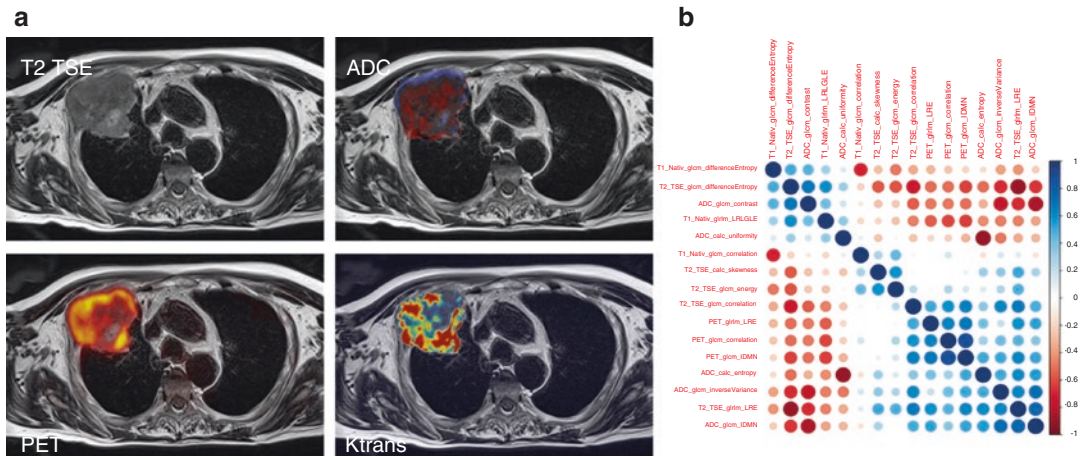 a
b
T2 TSE
ADC
PET
Ktrans
T1_Nativ_glcm_differenceEntropy
T2_TSE_glcm_differenceEntropy
ADC_glcm_contrast
T1_Nativ_glrlm_LRLGLE
ADC_calc_uniformity
T1_Nativ_glcm_correlation
T2_TSE_calc_skewness
T2_TSE_glcm_energy
T2_TSE_glcm_correlation
PET_glrlm_LRE
PET_glcm_correlation
PET_glcm_IDMN
ADC_calc_entropy
ADC_glcm_inverseVariance
T2_TSE_glrlm_LRE
ADC_glcm_IDMN
T1_Nativ_glcm_differenceEntropy
T2_TSE_glcm_differenceEntropy
ADC_glcm_contrast
T1_Nativ_glrlm_LRLGLE
ADC_calc_uniformity
T1_Nativ_glcm_correlation
T2_TSE_calc_skewness
T2_TSE_glcm_energy
T2_TSE_glcm_correlation
PET_glrlm_LRE
PET_glcm_correlation
PET_glcm_IDMN
ADC_calc_entropy
ADC_glcm_inverseVariance
T2_TSE_glrlm_LRE
ADC_glcm_IDMN
1
0.8
0.6
0.4
0.2
0
-0.2
-0.4
-0.6
-0.8
-1